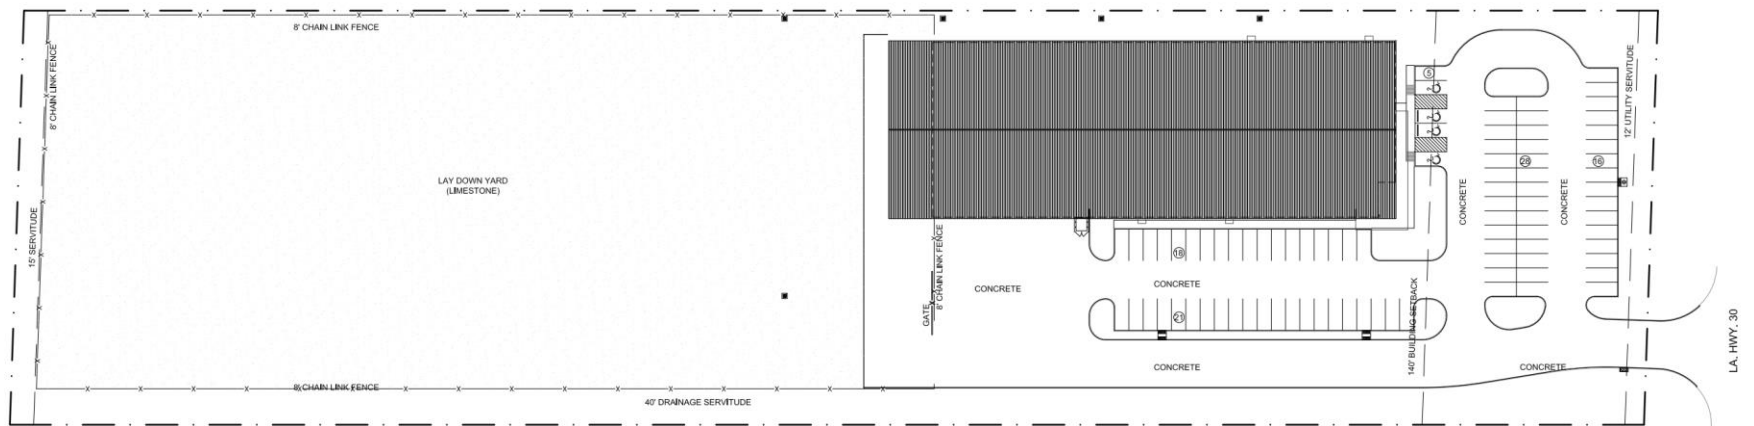 8' CHAIN LINK FENCE
8' CHAIN LINK FENCE
LAY DOWN YARD
(LIMESTONE)
15' SERVITUDE
8' CHAIN LINK FENCE
40' DRAINAGE SERVITUDE
8' CHAIN LINK FENCE
GATE
CONCRETE
18
CONCRETE
21
CONCRETE
140' BUILDING SETBACK
5
CONCRETE
28
CONCRETE
16
12' UTILITY SERVITUDE
CONCRETE
LA. HWY. 30